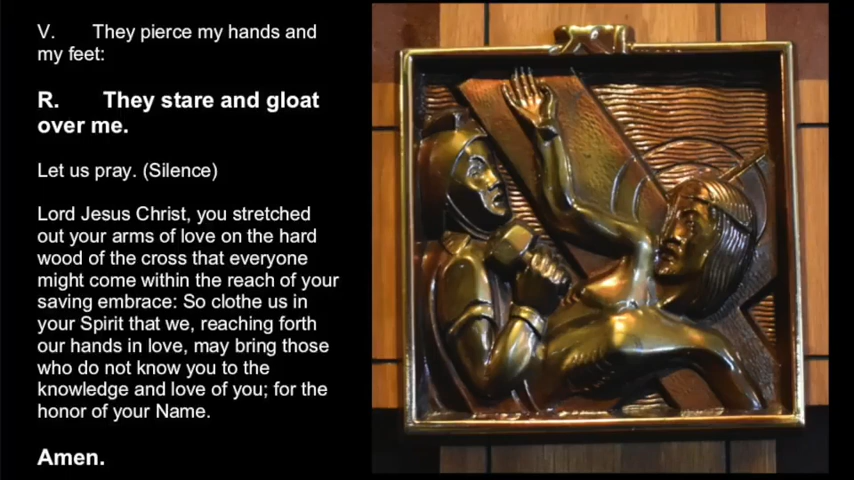 V. They pierce my hands and
my feet:
R. They stare and gloat
over me.
Let us pray. (Silence)
Lord Jesus Christ, you stretched
out your arms of love on the hard
wood of the cross that everyone
might come within the reach of your
saving embrace: So clothe us in
your Spirit that we, reaching forth
our hands in love, may bring those
who do not know you to the
knowledge and love of you; for the
honor of your Name.
Amen.
XI